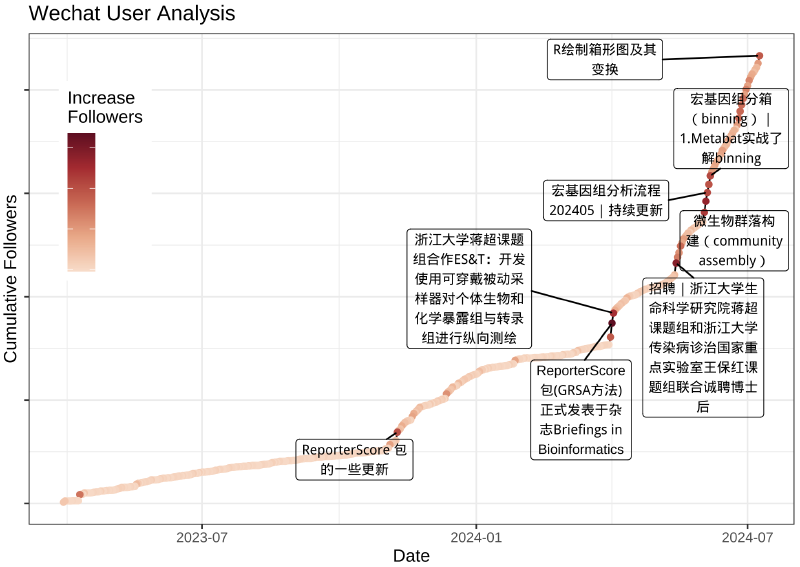 Wechat User Analysis
Increase
Followers
Cumulative Followers
R绘制箱形图及其
变换
宏基因组分箱
（binning）｜
1.Metabat实战了
解binning
宏基因组分析流程
202405｜持续更新
微生物群落构
建（community
assembly）
浙江大学蒋超课题
组合作ES&T：开发
使用可穿戴被动采
样器对个体生物和
化学暴露组与转录
组进行纵向测绘
招聘｜浙江大学生
命科学研究院蒋超
课题组和浙江大学
传染病诊治国家重
点实验室王保红课
题组联合诚聘博士
后
ReporterScore
包(GRSA方法)
正式发表于杂
志Briefings in
Bioinformatics
ReporterScore 包
的一些更新
2023-07
2024-01
2024-07
Date